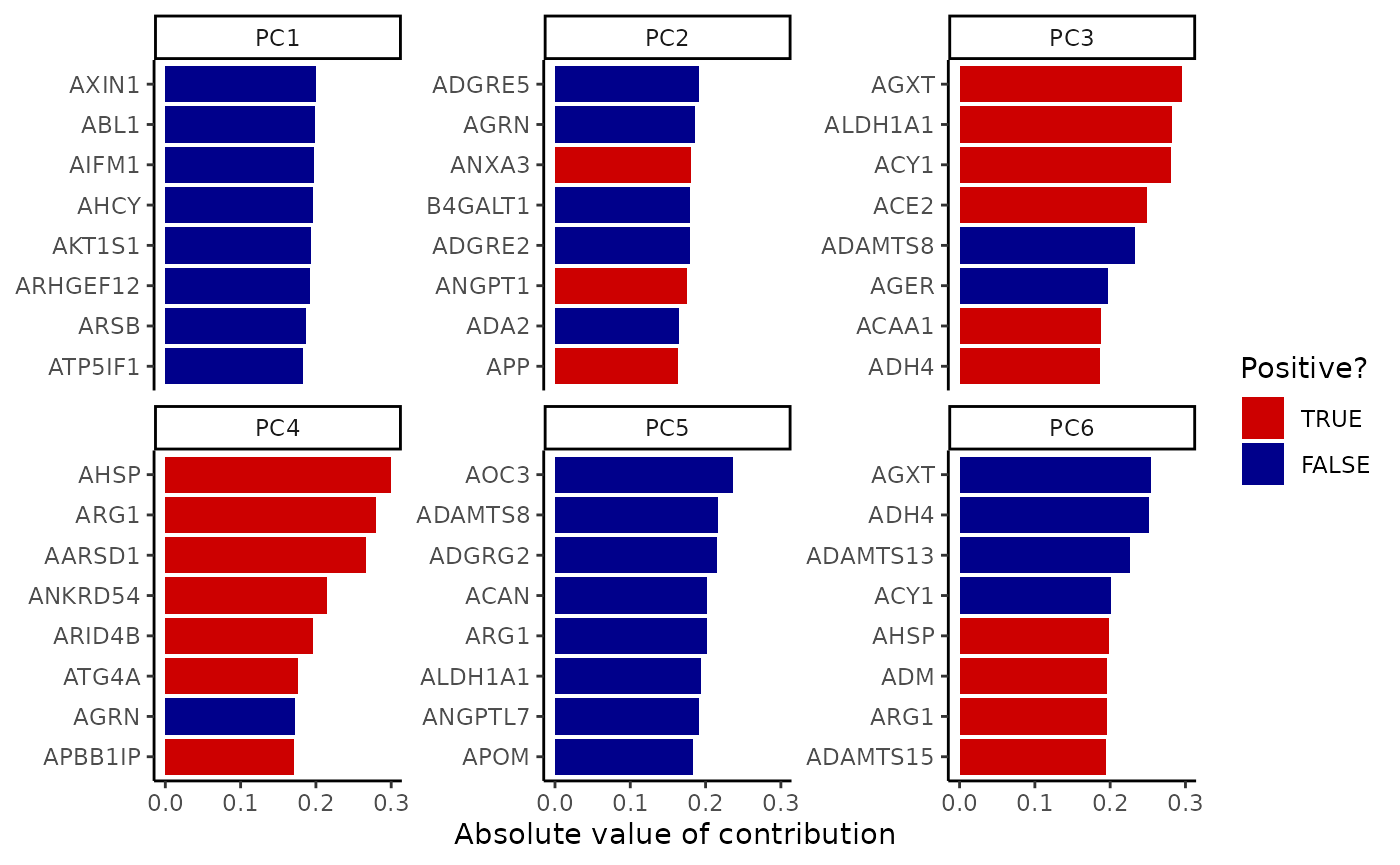 PC1
AXIN1
ABL1
AIFM1
AHCY
AKT1S1
ARHGEF12
ARSB
ATP5IF1
PC2
ADGRE5
AGRN
ANXA3
B4GALT1
ADGRE2
ANGPT1
ADA2
APP
PC3
AGXT
ALDH1A1
ACY1
ACE2
ADAMTS8
AGER
ACAA1
ADH4
PC4
AHSP
ARG1
AARSD1
ANKRD54
ARID4B
ATG4A
AGRN
APBB1IP
0.0 0.1 0.2 0.3
PC5
AOC3
ADAMTS8
ADGRG2
ACAN
ARG1
ALDH1A1
ANGPTL7
APOM
0.0 0.1 0.2 0.3
PC6
AGXT
ADH4
ADAMTS13
ACY1
AHSP
ADM
ARG1
ADAMTS15
0.0 0.1 0.2 0.3
Absolute value of contribution
Positive?
TRUE
FALSE